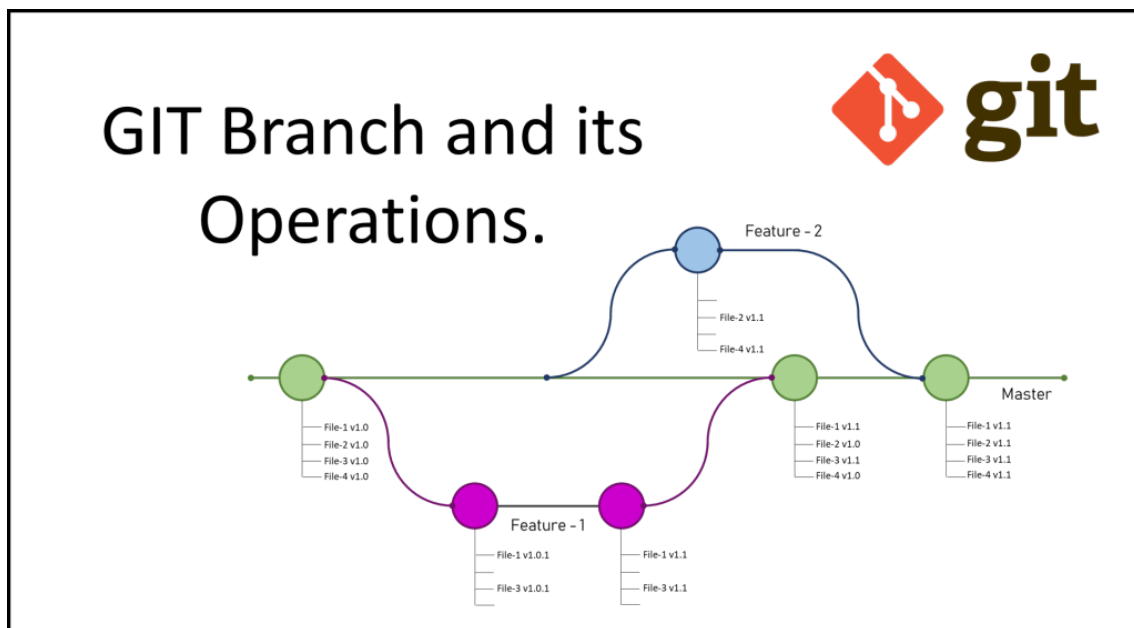 GIT Branch and its
Operations.
git
Feature - 2
File-2 v1.1
File-4 v1.1
Master
File-1 v1.0
File-2 v1.0
File-3 v1.0
File-4 v1.0
File-1 v1.1
File-2 v1.0
File-3 v1.1
File-4 v1.0
File-1 v1.1
File-2 v1.1
File-3 v1.1
File-4 v1.1
Feature - 1
File-1 v1.0.1
File-3 v1.0.1
File-1 v1.1
File-3 v1.1